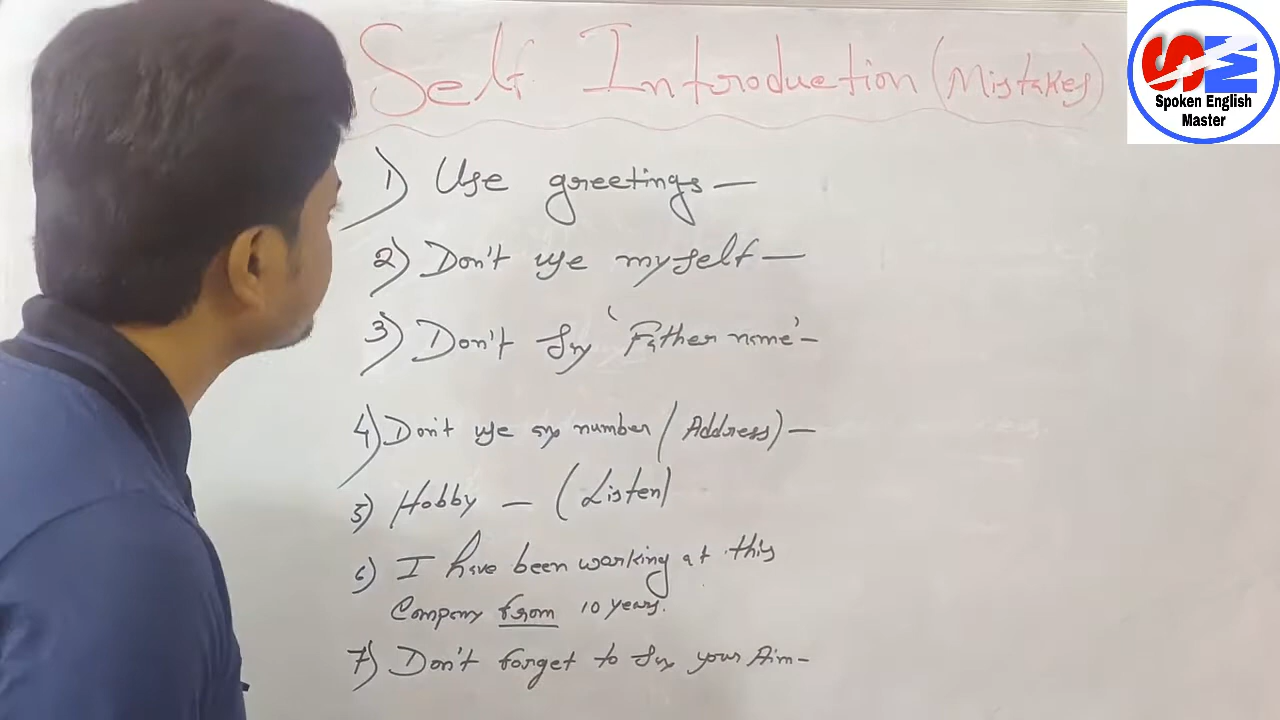 Self Introduction (Mistakes)
SM
Spoken English
Master
1) Use greetings —
2) Don't use myself —
3) Don't say 'Father name' —
4) Don't use number / Address) —
5) Hobby — (Listen)
6) I have been working at this
Company from 10 years.
7) Don't forget to say your Aim —